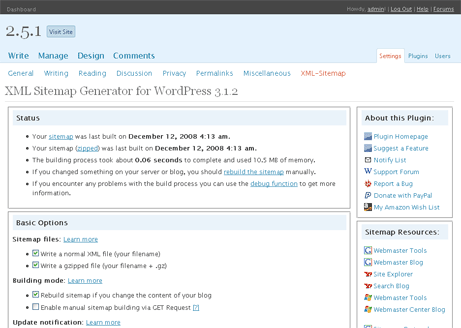 Dashboard
Howdy, admin! | Log Out | Help | Forums
2.5.1 Visit Site
Write Manage Design Comments
Settings Plugins Users
General Writing Reading Discussion Privacy Permalinks Miscellaneous XML-Sitemap
XML Sitemap Generator for WordPress 3.1.2
Status
Your sitemap was last built on December 12, 2008 4:13 am.
Your sitemap (zipped) was last built on December 12, 2008 4:13 am.
The building process took about 0.06 seconds to complete and used 10.5 MB of memory.
If you changed something on your server or blog, you should rebuild the sitemap manually.
If you encounter any problems with the build process you can use the debug function to get more
information.
Basic Options
Sitemap files: Learn more
Write a normal XML file (your filename)
Write a gzipped file (your filename + .gz)
Building mode: Learn more
Rebuild sitemap if you change the content of your blog
Enable manual sitemap building via GET Request [?]
Update notification: Learn more
About this Plugin:
Plugin Homepage
Suggest a Feature
Notify List
Support Forum
Report a Bug
Donate with PayPal
My Amazon Wish List
Sitemap Resources:
Webmaster Tools
Webmaster Blog
Site Explorer
Search Blog
Webmaster Tools
Webmaster Center Blog